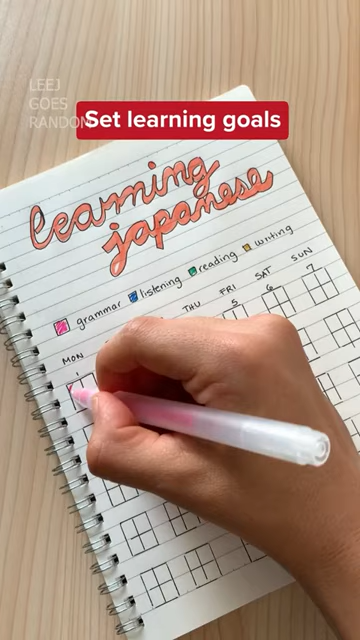 LEEJ
GOES
RANDOM
Set learning goals
learning
japanese
grammar listening reading writing
MON THU FRI SAT SUN
1 5 6 7